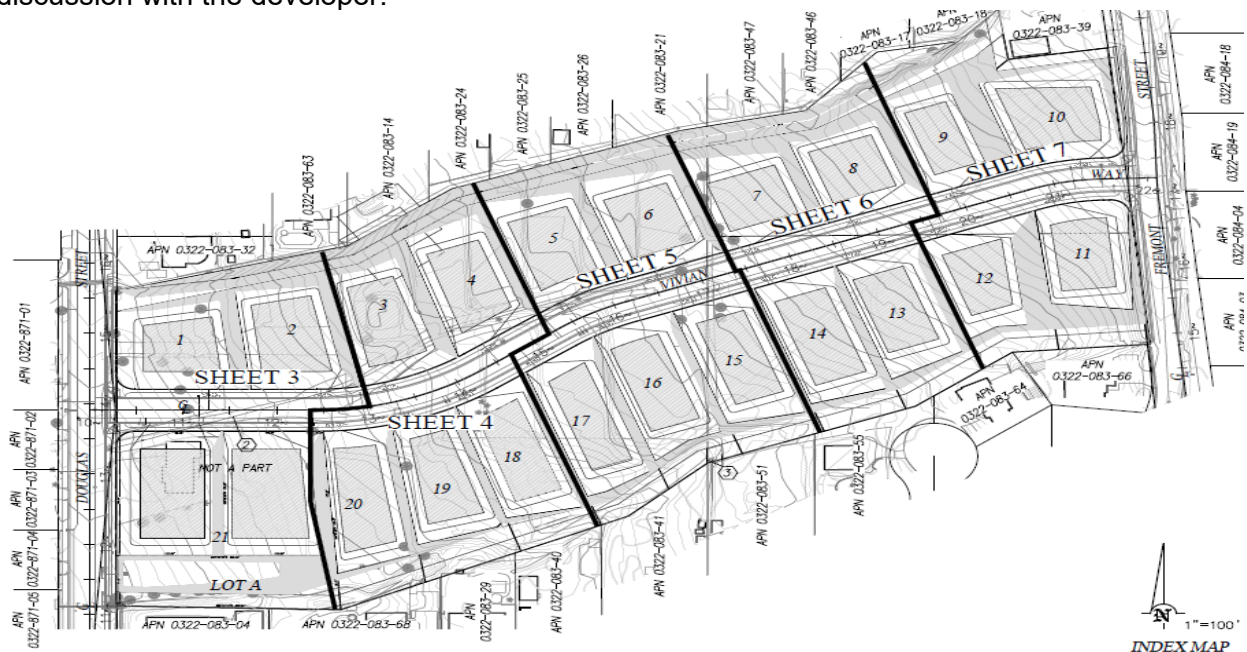 discussion with the developer.
APN 0322-083-63
APN 0322-083-14
APN 0322-083-24
APN 0322-083-25
APN 0322-083-26
APN 0322-083-21
APN 0322-083-47
APN 0322-083-46
APN
0322-083-17
APN
0322-083-18
APN
0322-083-39
STREET
APN
0322-084-18
APN
0322-084-19
APN
0322-084-04
FREMONT
STREET
APN 0322-083-32
1
2
3
4
5
6
7
8
9
10
SHEET 3
SHEET 4
SHEET 5
SHEET 6
SHEET 7
VIVIAN
WAY
11
12
13
14
15
16
17
18
19
20
21
NOT A PART
LOT A
2
3
G
G
G
DOUGLAS
APN
0322-871-01
APN
0322-871-02
APN
0322-871-03
APN
0322-871-04
APN
0322-871-05
APN 0322-083-04
APN 0322-083-68
APN
0322-083-29
APN
0322-083-40
APN
0322-083-41
APN
0322-083-51
APN
0322-083-55
APN
0322-083-64
APN
0322-083-66
N
1"=100'
INDEX MAP